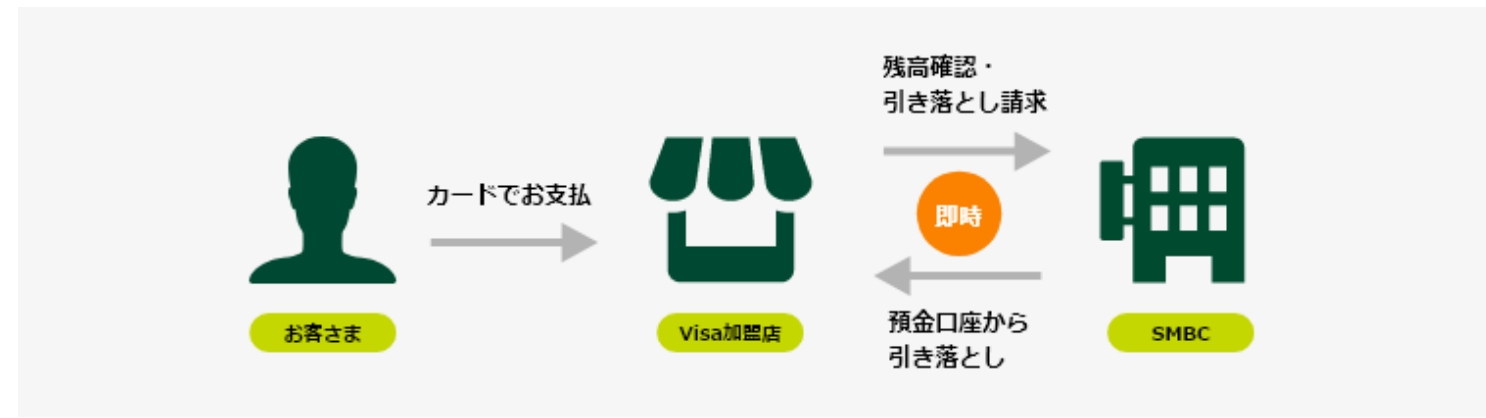 残高確認・
引き落とし請求
カードでお支払
即時
預金口座から
引き落とし
お客さま
Visa加盟店
SMBC